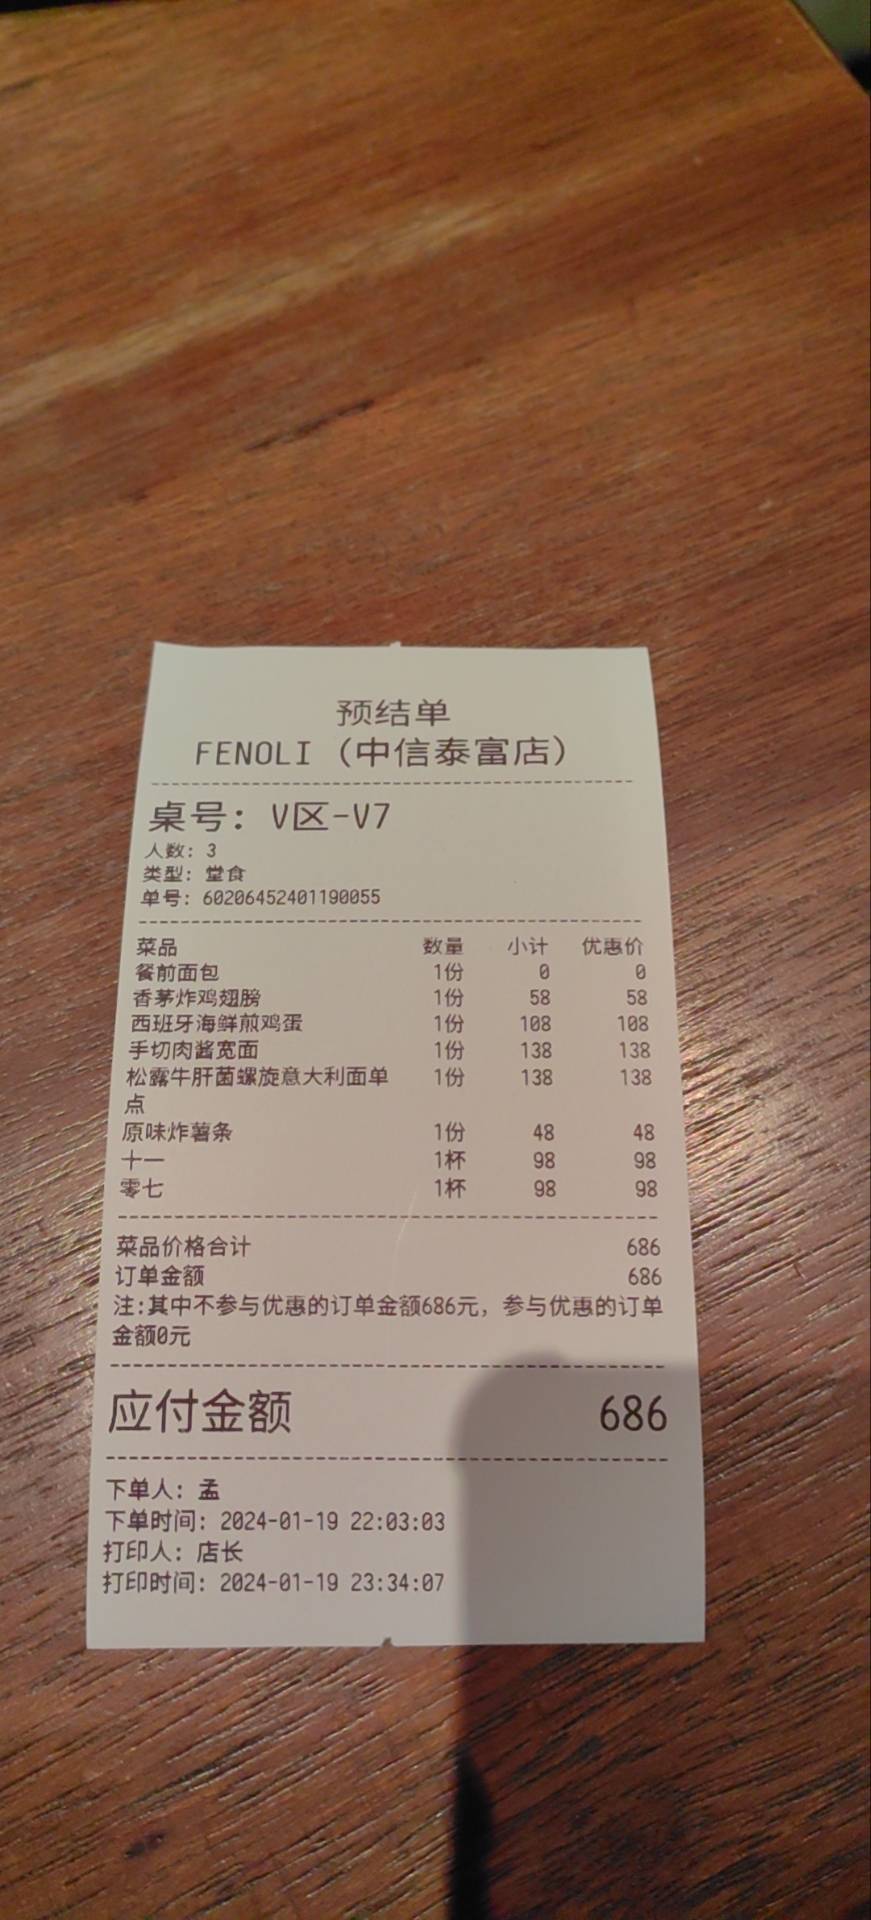 预结单
FENOLI（中信泰富店）
桌号: V区-V7
人数: 3
类型: 堂食
单号: 60206452401190055
菜品 数量 小计 优惠价
餐前面包 1份 0 0
香茅炸鸡翅膀 1份 58 58
西班牙海鲜煎鸡蛋 1份 108 108
手切肉酱宽面 1份 138 138
松露牛肝菌螺旋意大利面单 1份 138 138
点
原味炸薯条 1份 48 48
十一 1杯 98 98
零七 1杯 98 98
菜品价格合计 686
订单金额 686
注:其中不参与优惠的订单金额686元，参与优惠的订单
金额0元
应付金额 686
下单人: 孟
下单时间: 2024-01-19 22:03:03
打印人: 店长
打印时间: 2024-01-19 23:34:07